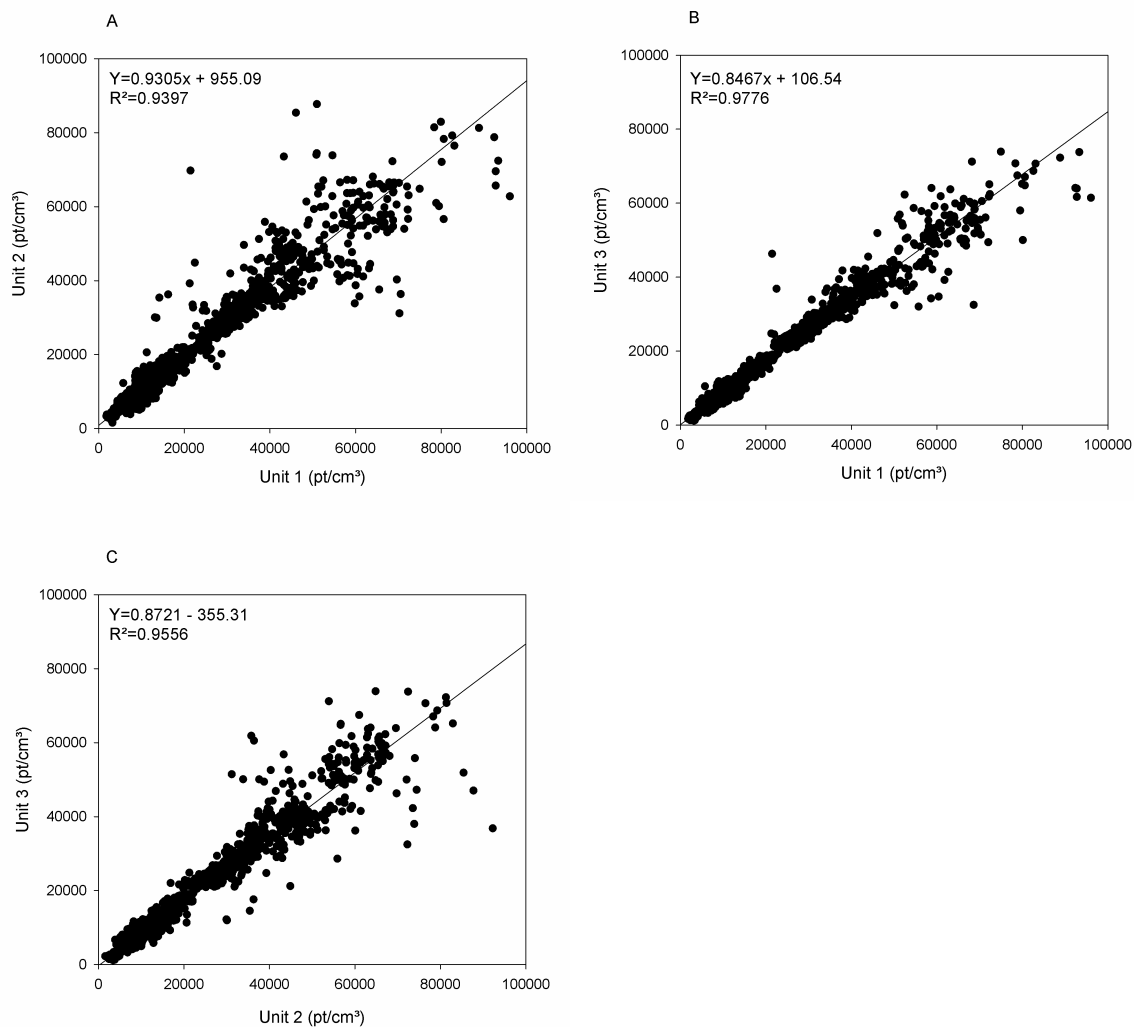 A
100000
80000
60000
40000
20000
0
Y=0.9305x + 955.09
R²=0.9397
Unit 2 (pt/cm³)
0 20000 40000 60000 80000 100000
Unit 1 (pt/cm³)
B
100000
80000
60000
40000
20000
0
Y=0.8467x + 106.54
R²=0.9776
Unit 3 (pt/cm³)
0 20000 40000 60000 80000 100000
Unit 1 (pt/cm³)
C
100000
80000
60000
40000
20000
0
Y=0.8721 - 355.31
R²=0.9556
Unit 3 (pt/cm³)
0 20000 40000 60000 80000 100000
Unit 2 (pt/cm³)